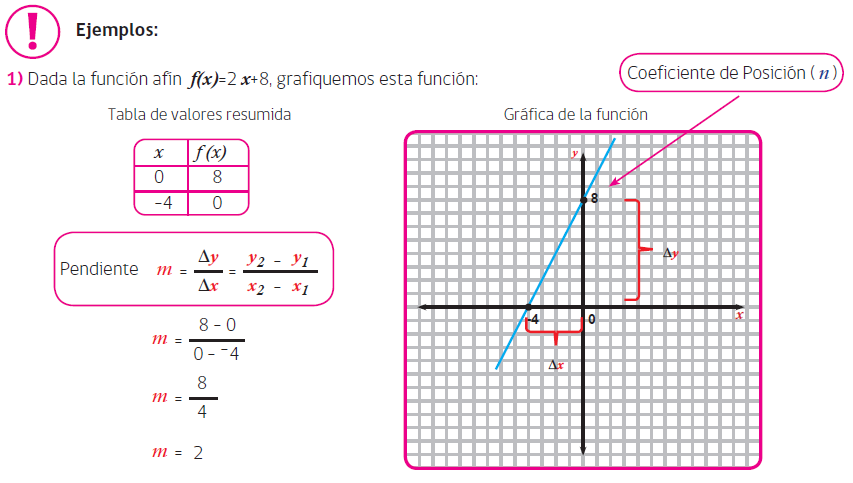 !
Ejemplos:
1) Dada la función afín f(x)=2 x+8, grafiquemos esta función:
Coeficiente de Posición ( n )
Tabla de valores resumida
x f(x)
0 8
-4 0
Pendiente m = Δy/Δx = y₂ - y₁ / x₂ - x₁
m = 8 - 0 / 0 - ⁻4
m = 8 / 4
m = 2
Gráfica de la función
y
8
Δy
-4 0 x
Δx